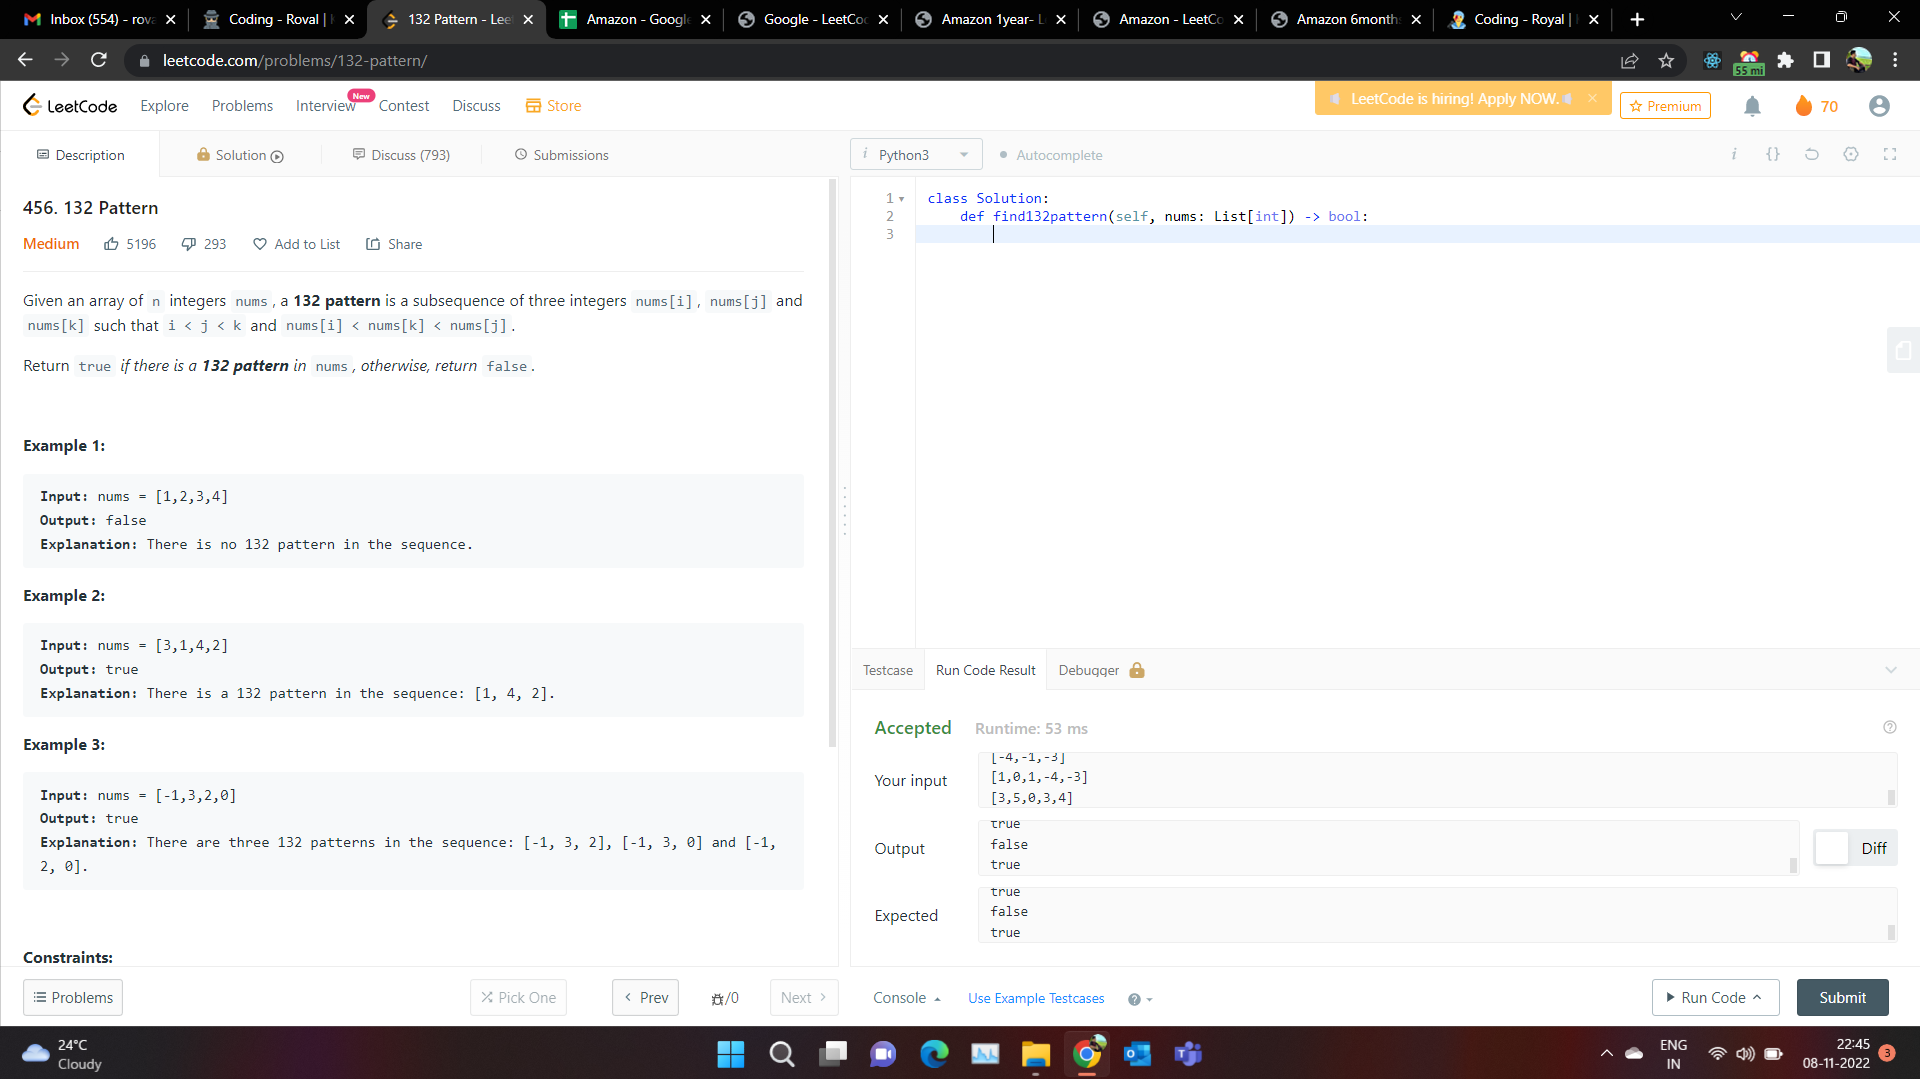 Inbox (554) - rova
Coding - Roval |
132 Pattern - Leet
Amazon - Google
Google - LeetCod
Amazon 1year- L
Amazon - LeetCo
Amazon 6months
Coding - Royal |
leetcode.com/problems/132-pattern/
55 mi
LeetCode
Explore
Problems
Interview
New
Contest
Discuss
Store
LeetCode is hiring! Apply NOW.
Premium
70
Description
Solution
Discuss (793)
Submissions
i Python3
Autocomplete
456. 132 Pattern
Medium
5196
293
Add to List
Share
Given an array of n integers nums, a 132 pattern is a subsequence of three integers nums[i], nums[j] and
nums[k] such that i < j < k and nums[i] < nums[k] < nums[j].
Return true if there is a 132 pattern in nums, otherwise, return false.
Example 1:
Input: nums = [1,2,3,4]
Output: false
Explanation: There is no 132 pattern in the sequence.
Example 2:
Input: nums = [3,1,4,2]
Output: true
Explanation: There is a 132 pattern in the sequence: [1, 4, 2].
Example 3:
Input: nums = [-1,3,2,0]
Output: true
Explanation: There are three 132 patterns in the sequence: [-1, 3, 2], [-1, 3, 0] and [-1,
2, 0].
Constraints:
Problems
Pick One
Prev
/0
Next
1 class Solution:
2 def find132pattern(self, nums: List[int]) -> bool:
3
Testcase
Run Code Result
Debugger
Accepted
Runtime: 53 ms
Your input
[-4,-1,-3]
[1,0,1,-4,-3]
[3,5,0,3,4]
Output
true
false
true
Diff
Expected
true
false
true
Console
Use Example Testcases
Run Code
Submit
24°C
Cloudy
ENG
IN
22:45
08-11-2022
3